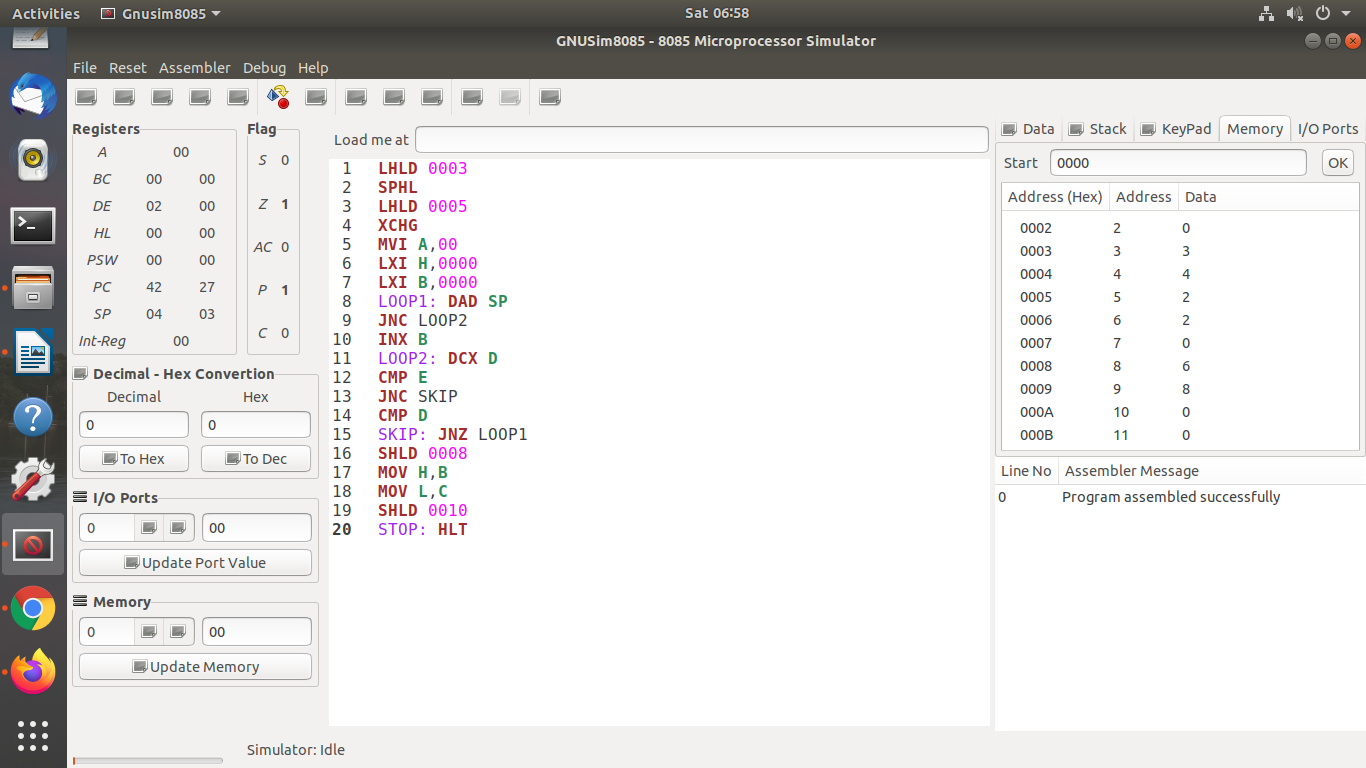 Activities Gnusim8085 Sat 06:58
GNUSim8085 - 8085 Microprocessor Simulator
File Reset Assembler Debug Help
Registers
A 00
BC 00 00
DE 02 00
HL 00 00
PSW 00 00
PC 42 27
SP 04 03
Int-Reg 00
Flag
S 0
Z 1
AC 0
P 1
C 0
Decimal - Hex Convertion
Decimal Hex
0 0
To Hex To Dec
I/O Ports
0 00
Update Port Value
Memory
0 00
Update Memory
Load me at
1 LHLD 0003
2 SPHL
3 LHLD 0005
4 XCHG
5 MVI A,00
6 LXI H,0000
7 LXI B,0000
8 LOOP1: DAD SP
9 JNC LOOP2
10 INX B
11 LOOP2: DCX D
12 CMP E
13 JNC SKIP
14 CMP D
15 SKIP: JNZ LOOP1
16 SHLD 0008
17 MOV H,B
18 MOV L,C
19 SHLD 0010
20 STOP: HLT
Data Stack KeyPad Memory I/O Ports
Start 0000 OK
Address (Hex) Address Data
0002 2 0
0003 3 3
0004 4 4
0005 5 2
0006 6 2
0007 7 0
0008 8 6
0009 9 8
000A 10 0
000B 11 0
Line No Assembler Message
0 Program assembled successfully
Simulator: Idle